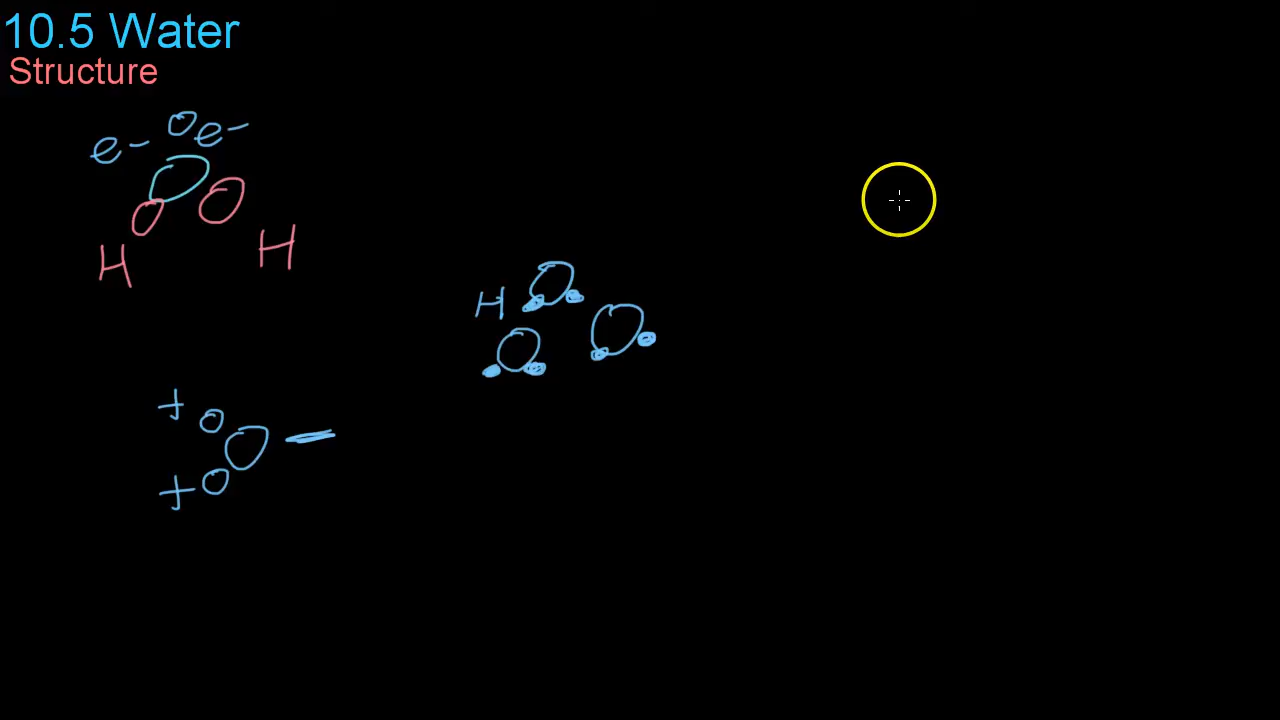 10.5 Water
Structure
O
e- e-
H H
H
+ -
+